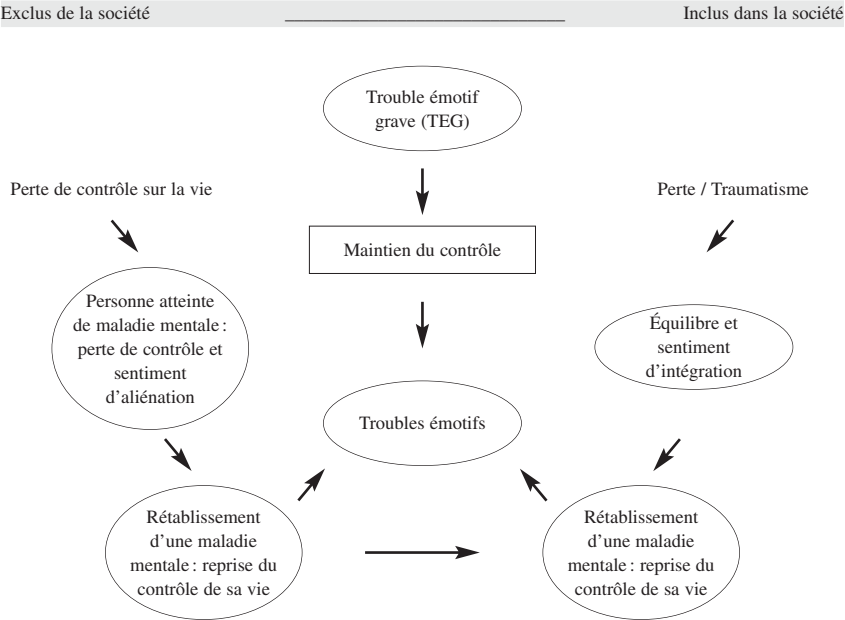 Exclus de la société
Inclus dans la société
Trouble émotif
grave (TEG)
Perte de contrôle sur la vie
Perte / Traumatisme
Maintien du contrôle
Personne atteinte
de maladie mentale :
perte de contrôle et
sentiment
d'aliénation
Équilibre et
sentiment
d'intégration
Troubles émotifs
Rétablissement
d'une maladie
mentale : reprise du
contrôle de sa vie
Rétablissement
d'une maladie
mentale : reprise du
contrôle de sa vie